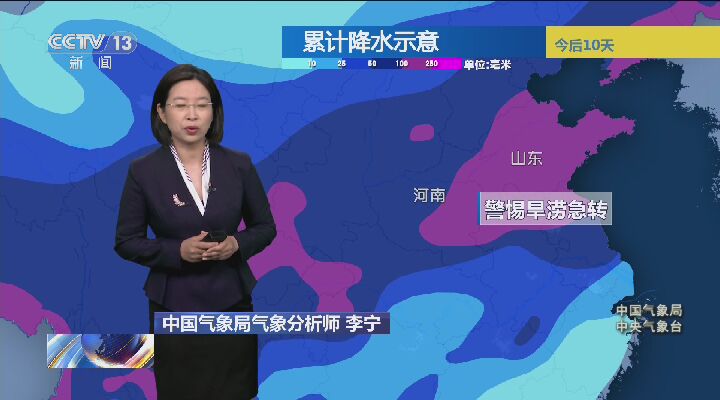 CCTV 13
新闻
累计降水示意
今后10天
10 25 50 100 250 单位:毫米
山东
河南
警惕旱涝急转
中国气象局
中央气象台
中国气象局气象分析师 李宁